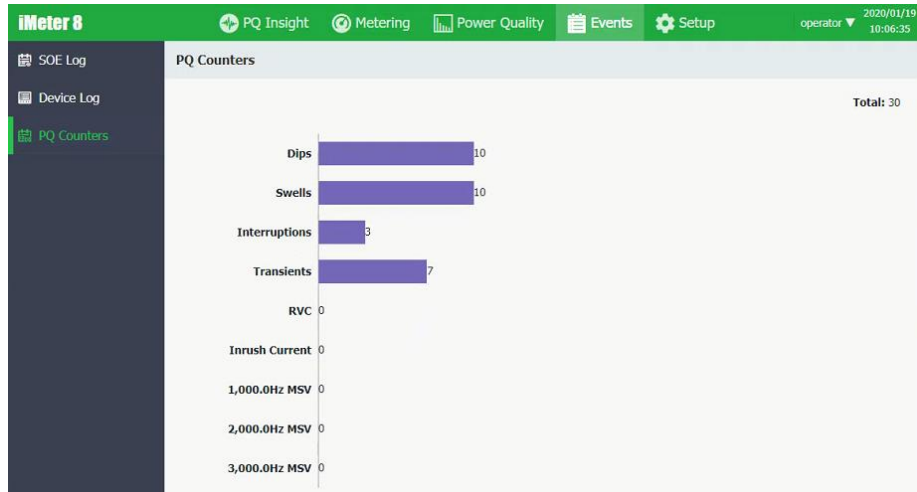 iMeter 8 PQ Insight Metering Power Quality Events Setup operator ▼ 2020/01/19
10:06:35
SOE Log
Device Log
PQ Counters
PQ Counters
Total: 30
Dips 10
Swells 10
Interruptions 3
Transients 7
RVC 0
Inrush Current 0
1,000.0Hz MSV 0
2,000.0Hz MSV 0
3,000.0Hz MSV 0